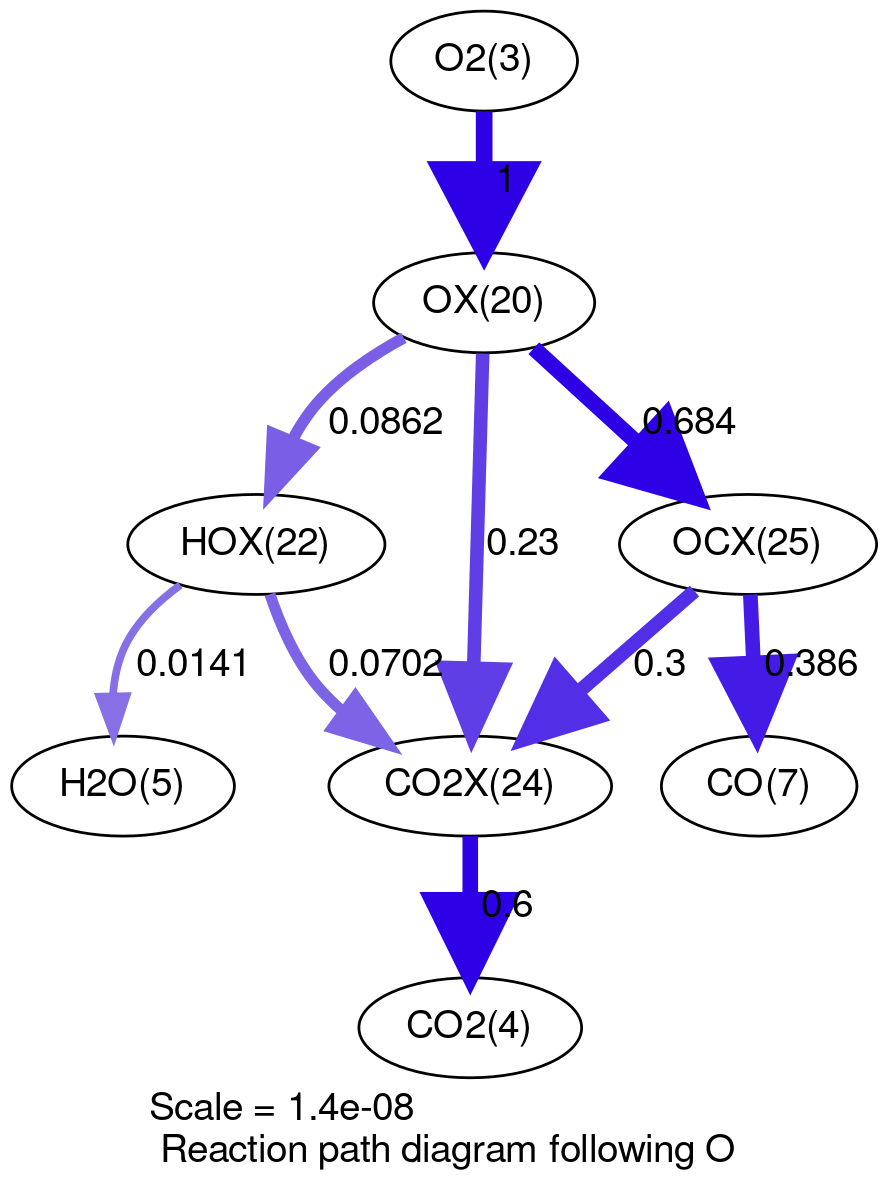 O2(3)
1
OX(20)
0.0862
0.684
HOX(22)
0.23
OCX(25)
0.0141
0.0702
0.3
0.386
H2O(5)
CO2X(24)
CO(7)
0.6
CO2(4)
Scale = 1.4e-08
Reaction path diagram following O